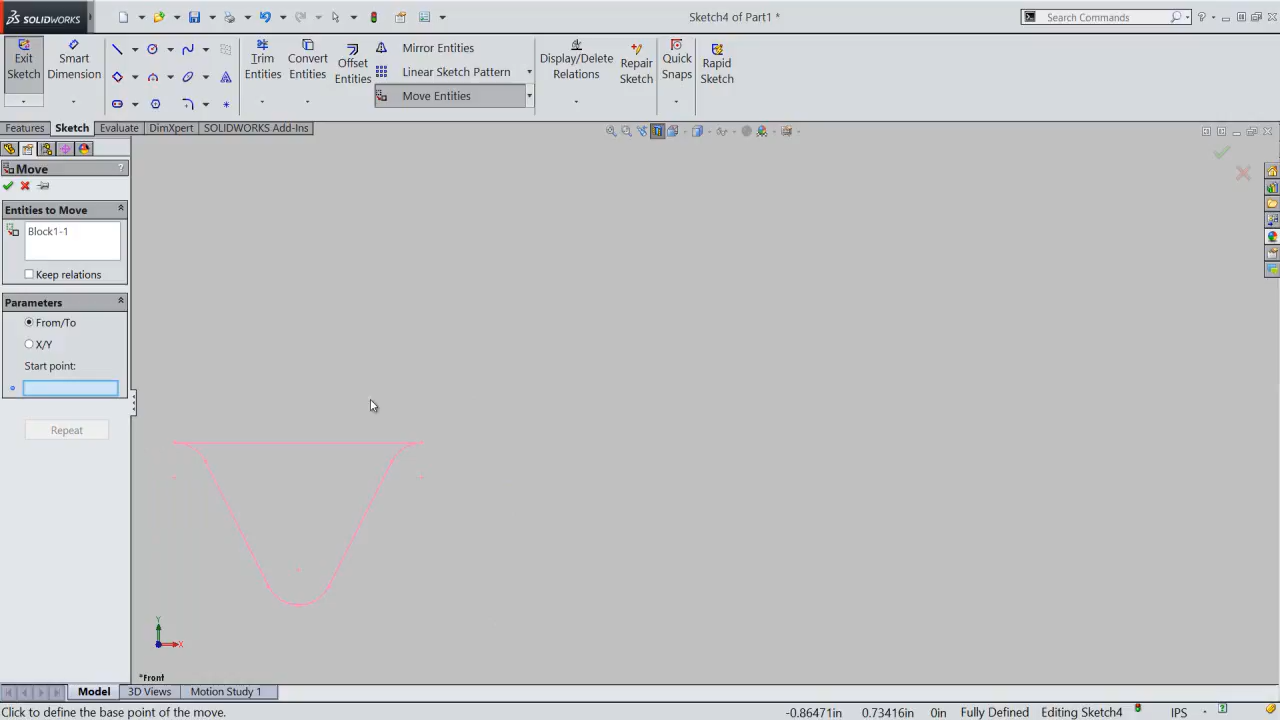 SOLIDWORKS
Sketch4 of Part1 *
Search Commands
?
Exit Sketch
Smart Dimension
Trim Entities
Convert Entities
Offset Entities
Mirror Entities
Linear Sketch Pattern
Move Entities
Display/Delete Relations
Repair Sketch
Quick Snaps
Rapid Sketch
Features
Sketch
Evaluate
DimXpert
SOLIDWORKS Add-Ins
Move
?
Entities to Move
Block1-1
Keep relations
Parameters
From/To
X/Y
Start point:
Repeat
Y
X
*Front
Model
3D Views
Motion Study 1
Click to define the base point of the move.
-0.86471in
0.73416in
0in
Fully Defined
Editing Sketch4
IPS
?